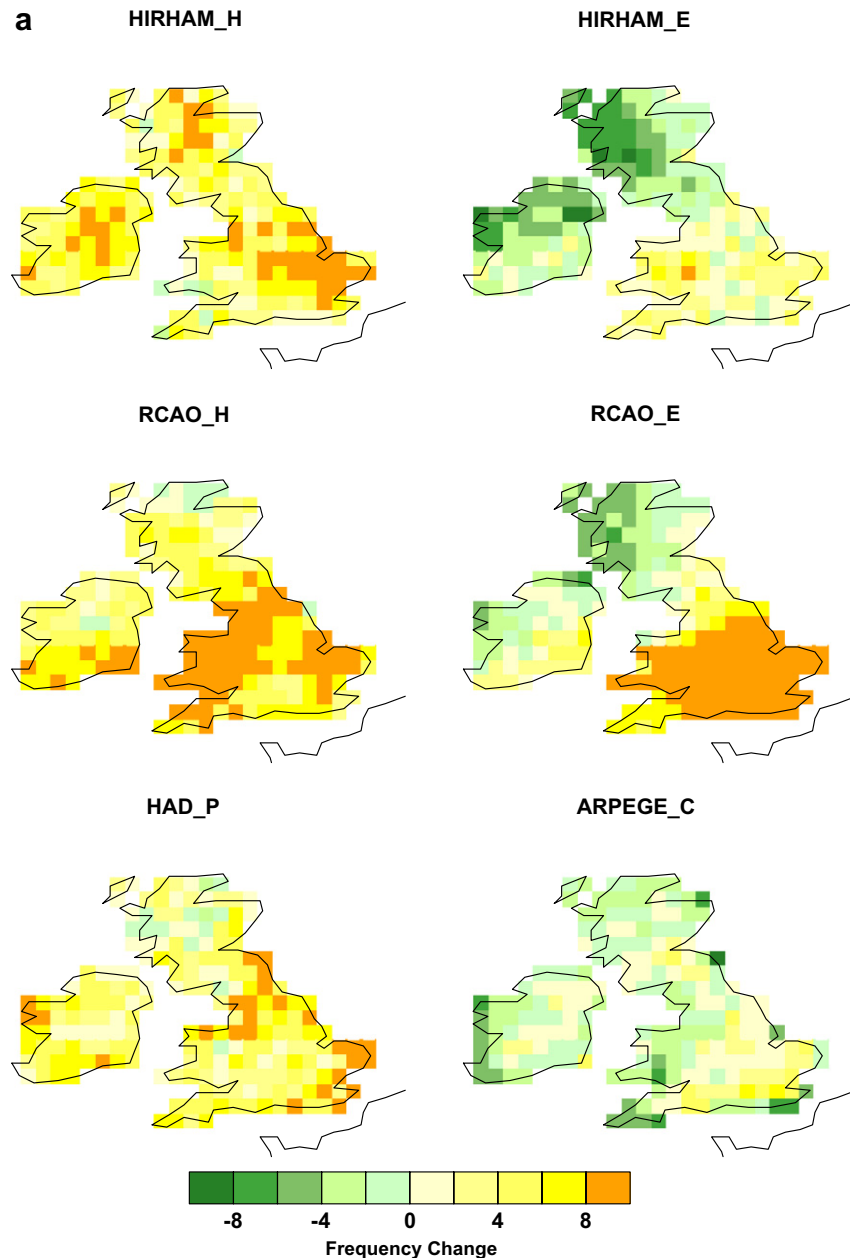 a
HIRHAM_H HIRHAM_E
RCAO_H RCAO_E
HAD_P ARPEGE_C
-8 -4 0 4 8
Frequency Change